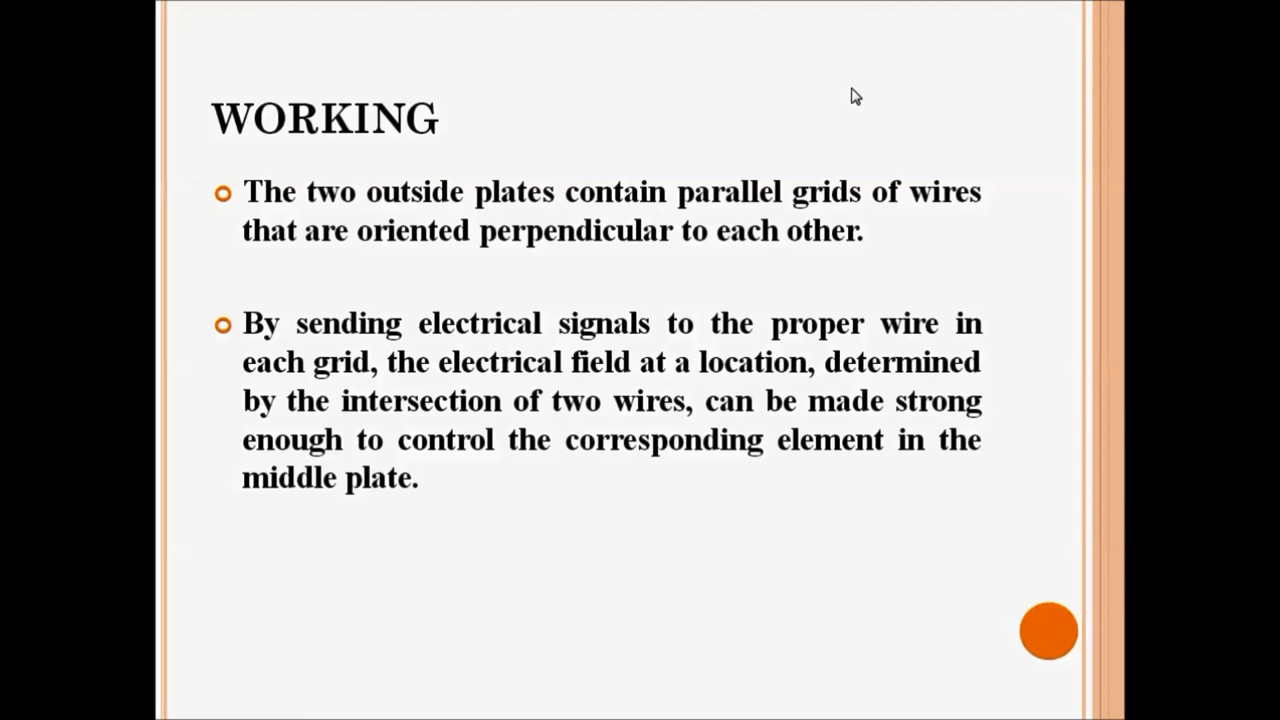 WORKING
The two outside plates contain parallel grids of wires
that are oriented perpendicular to each other.
By sending electrical signals to the proper wire in
each grid, the electrical field at a location, determined
by the intersection of two wires, can be made strong
enough to control the corresponding element in the
middle plate.